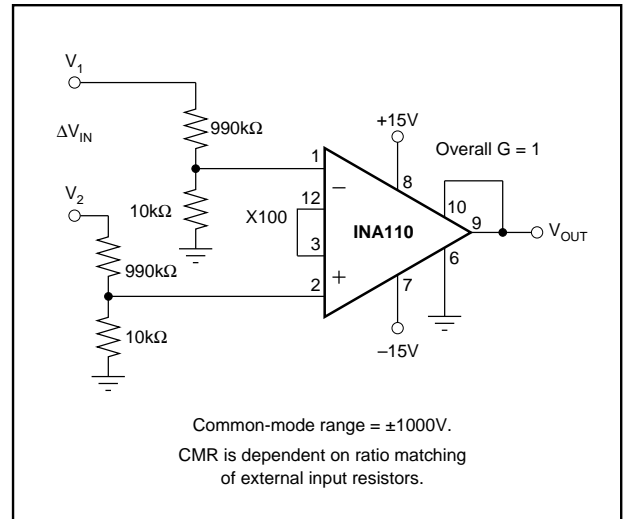 V1
ΔVIN
990kΩ
10kΩ
V2
990kΩ
10kΩ
X100
1
12
3
2
−
+
INA110
+15V
8
Overall G = 1
10
9
6
7
VOUT
–15V
Common-mode range = ±1000V.
CMR is dependent on ratio matching
of external input resistors.